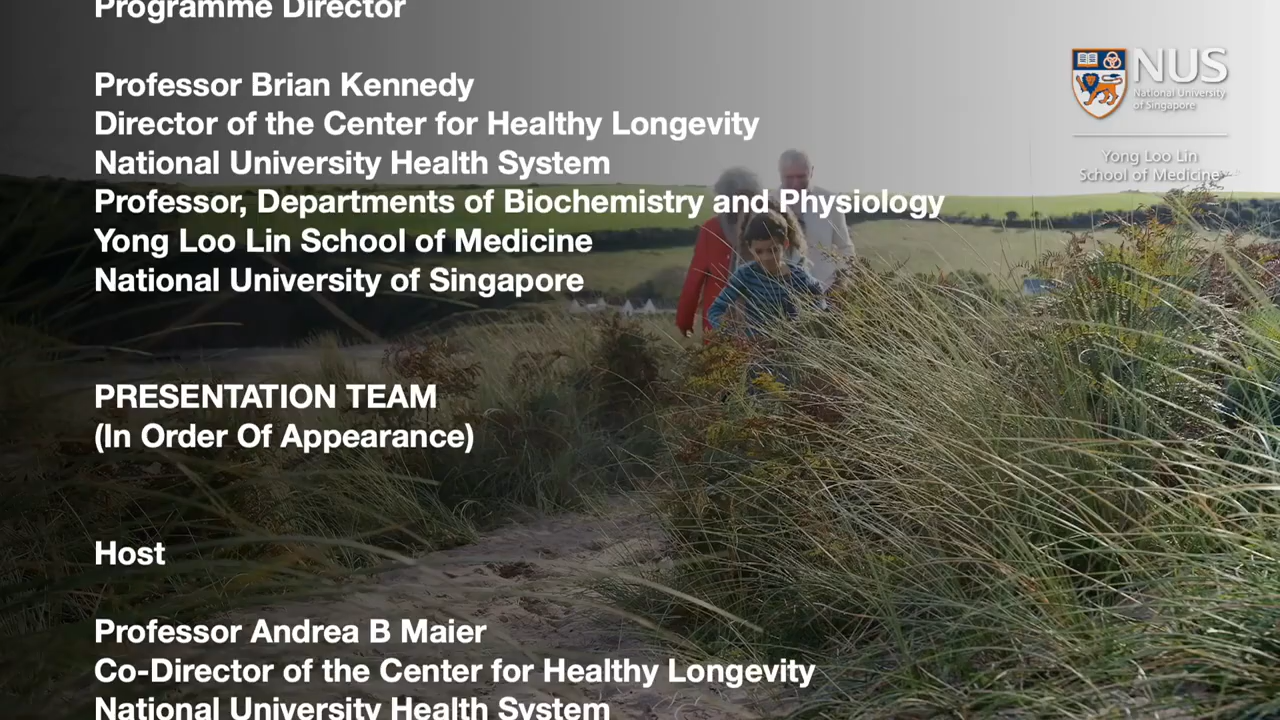 Programme Director
Professor Brian Kennedy
Director of the Center for Healthy Longevity
National University Health System
Professor, Departments of Biochemistry and Physiology
Yong Loo Lin School of Medicine
National University of Singapore
PRESENTATION TEAM
(In Order Of Appearance)
Host
Professor Andrea B Maier
Co-Director of the Center for Healthy Longevity
National University Health System
NUS
National University
of Singapore
Yong Loo Lin
School of Medicine